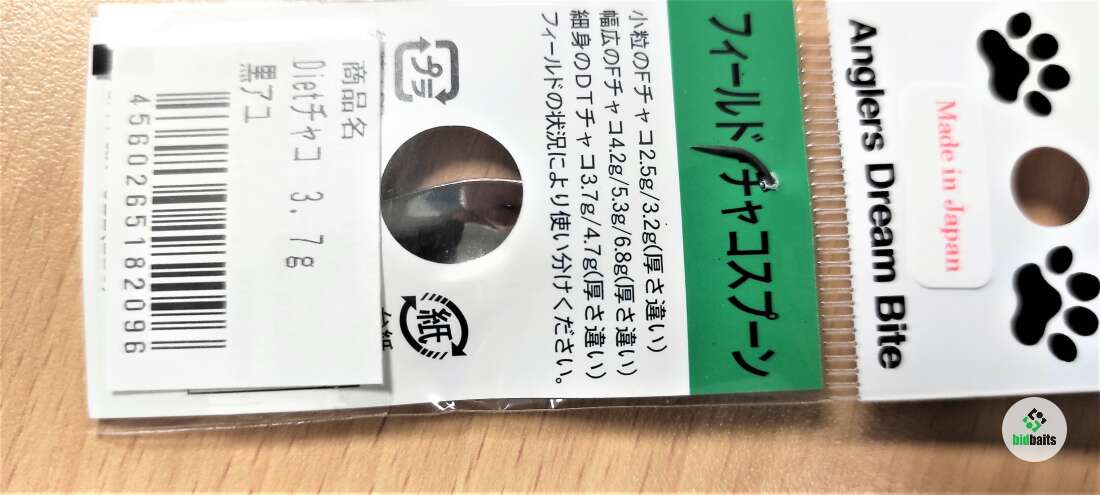 Anglers Dream Bite
Made in Japan
フィールドチャコスプーン
小粒のFチャコ2.5g/3.2g(厚さ違い)
幅広のFチャコ4.2g/5.3g/6.8g(厚さ違い)
細身のDTチャコ3.7g/4.7g(厚さ違い)
フィールドの状況により使い分けください。
プラ
紙
台紙
商品名
Dietチャコ 3.7g
黒アユ
4560265182096
bidbaits